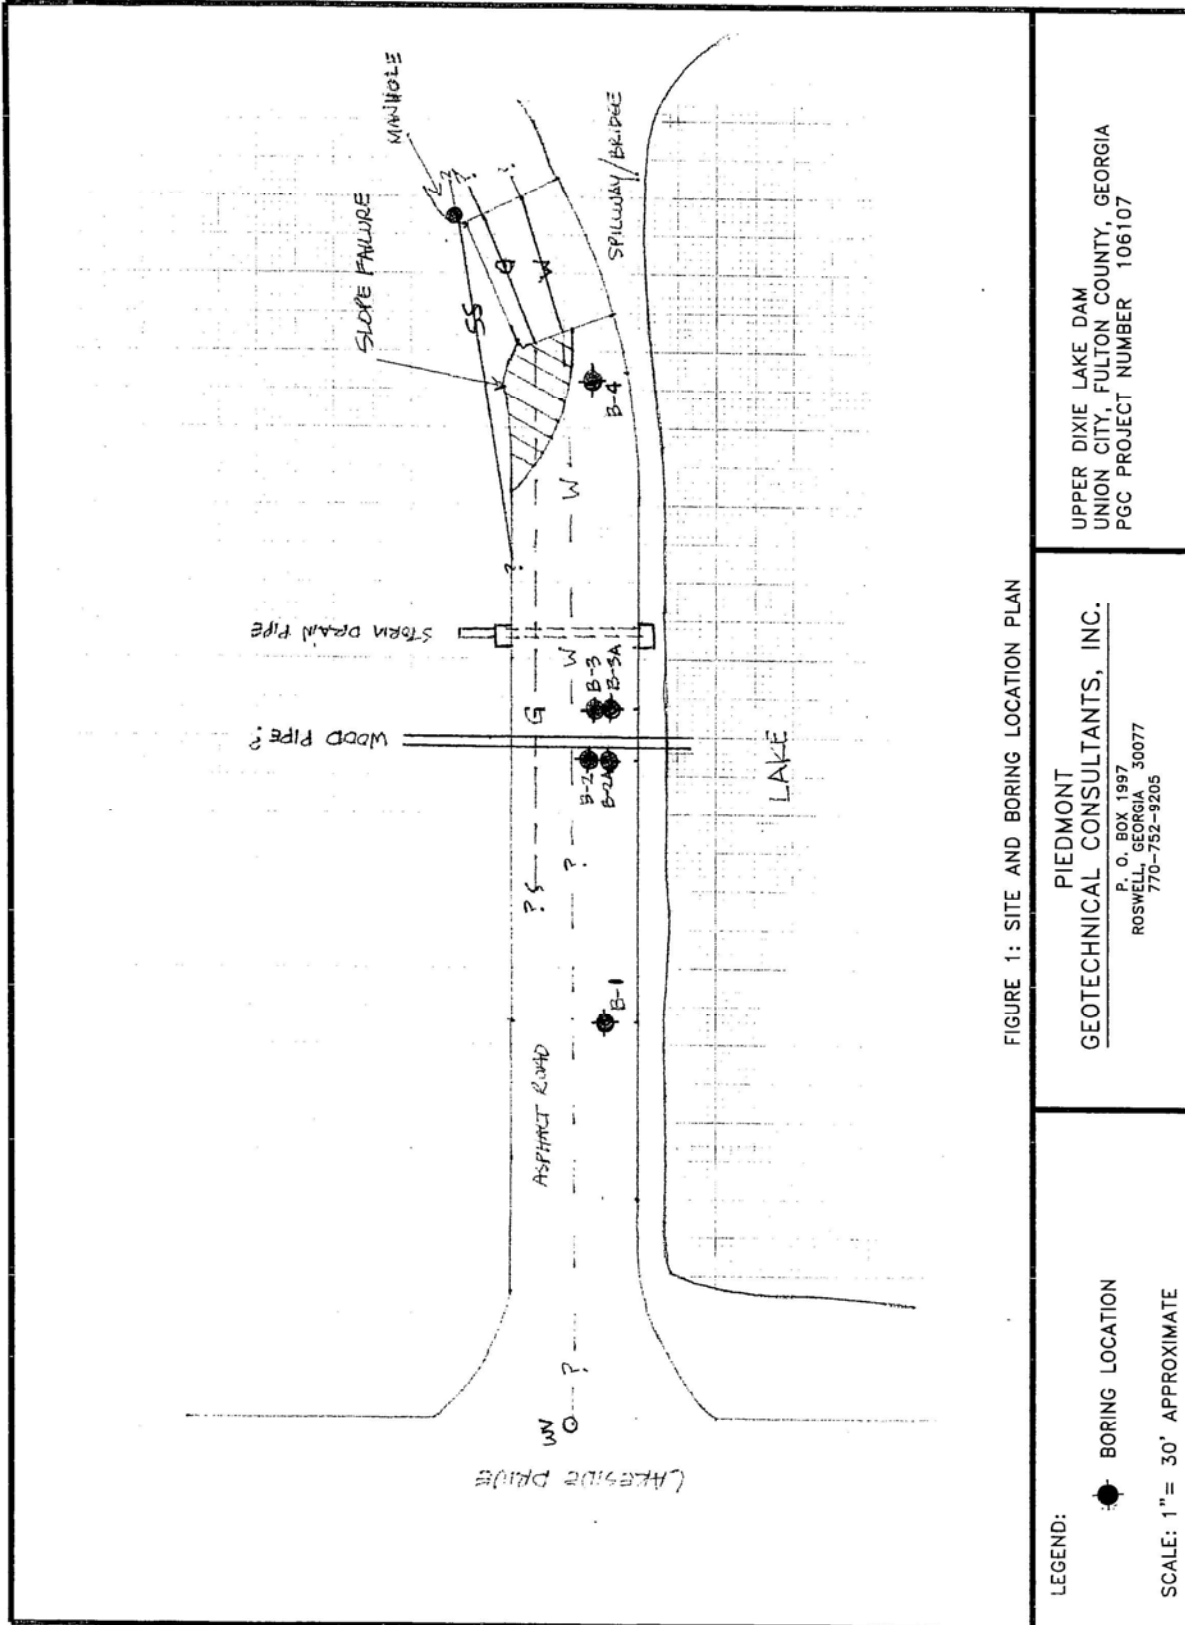 MANHOLE
SLOPE FAILURE
?
?
?
SS
G
W
SPILLWAY/BRIDGE
B-4
W
?
STORM DRAIN PIPE
W
B-3
B-3A
G
WOOD PIPE?
B-2
B-2A
LAKE
?
? G
B-1
ASPHALT ROAD
?
WV
LAKESIDE DRIVE
FIGURE 1: SITE AND BORING LOCATION PLAN
LEGEND:
BORING LOCATION
SCALE: 1"= 30' APPROXIMATE
PIEDMONT
GEOTECHNICAL CONSULTANTS, INC.
P. O. BOX 1997
ROSWELL, GEORGIA 30077
770-752-9205
UPPER DIXIE LAKE DAM
UNION CITY, FULTON COUNTY, GEORGIA
PGC PROJECT NUMBER 106107